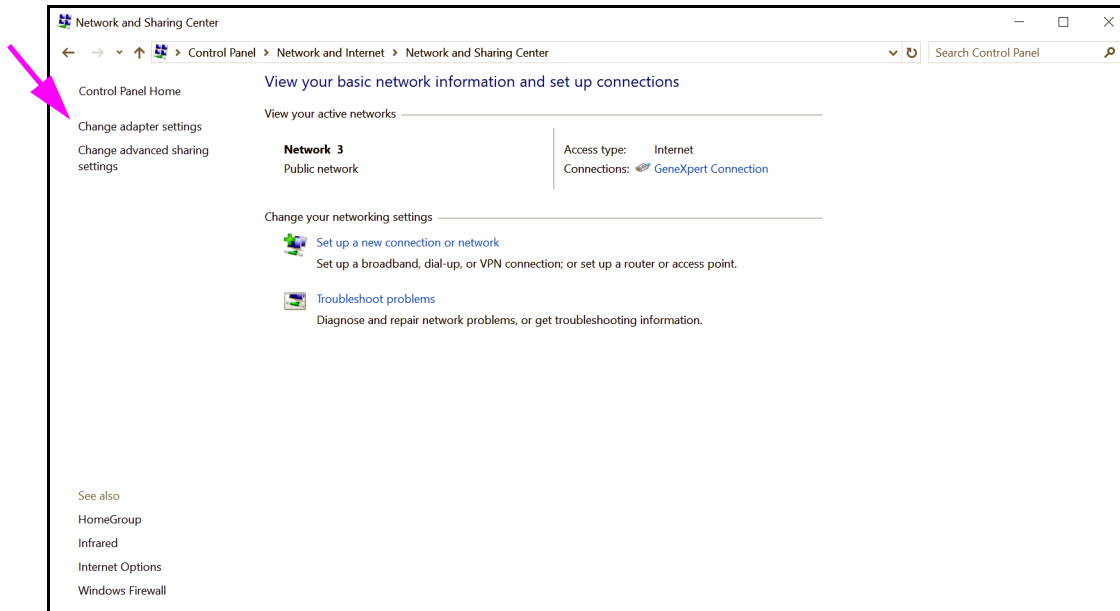 Network and Sharing Center
Control Panel > Network and Internet > Network and Sharing Center
Search Control Panel
Control Panel Home
Change adapter settings
Change advanced sharing
settings
View your basic network information and set up connections
View your active networks
Network 3
Public network
Access type: Internet
Connections: GeneXpert Connection
Change your networking settings
Set up a new connection or network
Set up a broadband, dial-up, or VPN connection; or set up a router or access point.
Troubleshoot problems
Diagnose and repair network problems, or get troubleshooting information.
See also
HomeGroup
Infrared
Internet Options
Windows Firewall